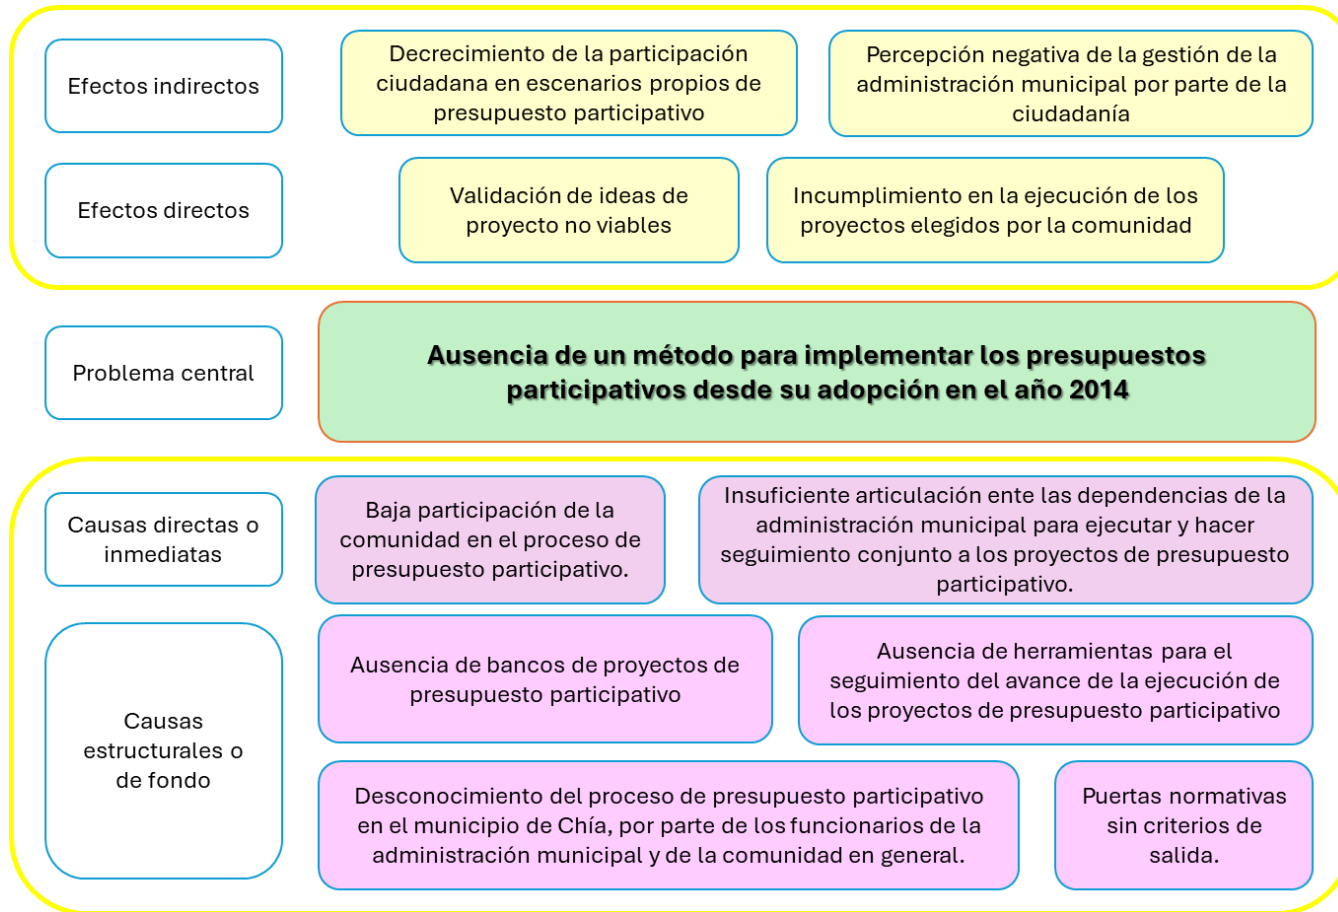 Efectos indirectos
Decrecimiento de la participación
ciudadana en escenarios propios de
presupuesto participativo
Percepción negativa de la gestión de la
administración municipal por parte de la
ciudadanía
Efectos directos
Validación de ideas de
proyecto no viables
Incumplimiento en la ejecución de los
proyectos elegidos por la comunidad
Problema central
Ausencia de un método para implementar los presupuestos
participativos desde su adopción en el año 2014
Causas directas o
inmediatas
Baja participación de la
comunidad en el proceso de
presupuesto participativo.
Insuficiente articulación ente las dependencias de la
administración municipal para ejecutar y hacer
seguimiento conjunto a los proyectos de presupuesto
participativo.
Causas
estructurales o
de fondo
Ausencia de bancos de proyectos de
presupuesto participativo
Ausencia de herramientas para el
seguimiento del avance de la ejecución de
los proyectos de presupuesto participativo
Desconocimiento del proceso de presupuesto participativo
en el municipio de Chía, por parte de los funcionarios de la
administración municipal y de la comunidad en general.
Puertas normativas
sin criterios de
salida.